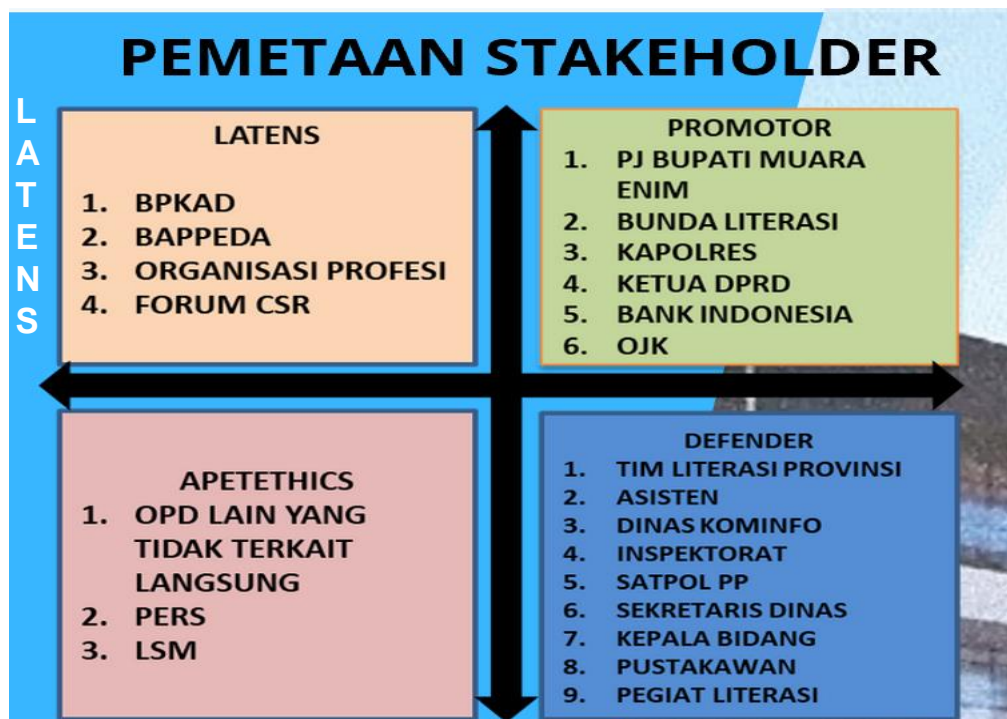 PEMETAAN STAKEHOLDER
LATENS
LATENS
1. BPKAD
2. BAPPEDA
3. ORGANISASI PROFESI
4. FORUM CSR
PROMOTOR
1. PJ BUPATI MUARA
ENIM
2. BUNDA LITERASI
3. KAPOLRES
4. KETUA DPRD
5. BANK INDONESIA
6. OJK
APETETHICS
1. OPD LAIN YANG
TIDAK TERKAIT
LANGSUNG
2. PERS
3. LSM
DEFENDER
1. TIM LITERASI PROVINSI
2. ASISTEN
3. DINAS KOMINFO
4. INSPEKTORAT
5. SATPOL PP
6. SEKRETARIS DINAS
7. KEPALA BIDANG
8. PUSTAKAWAN
9. PEGIAT LITERASI